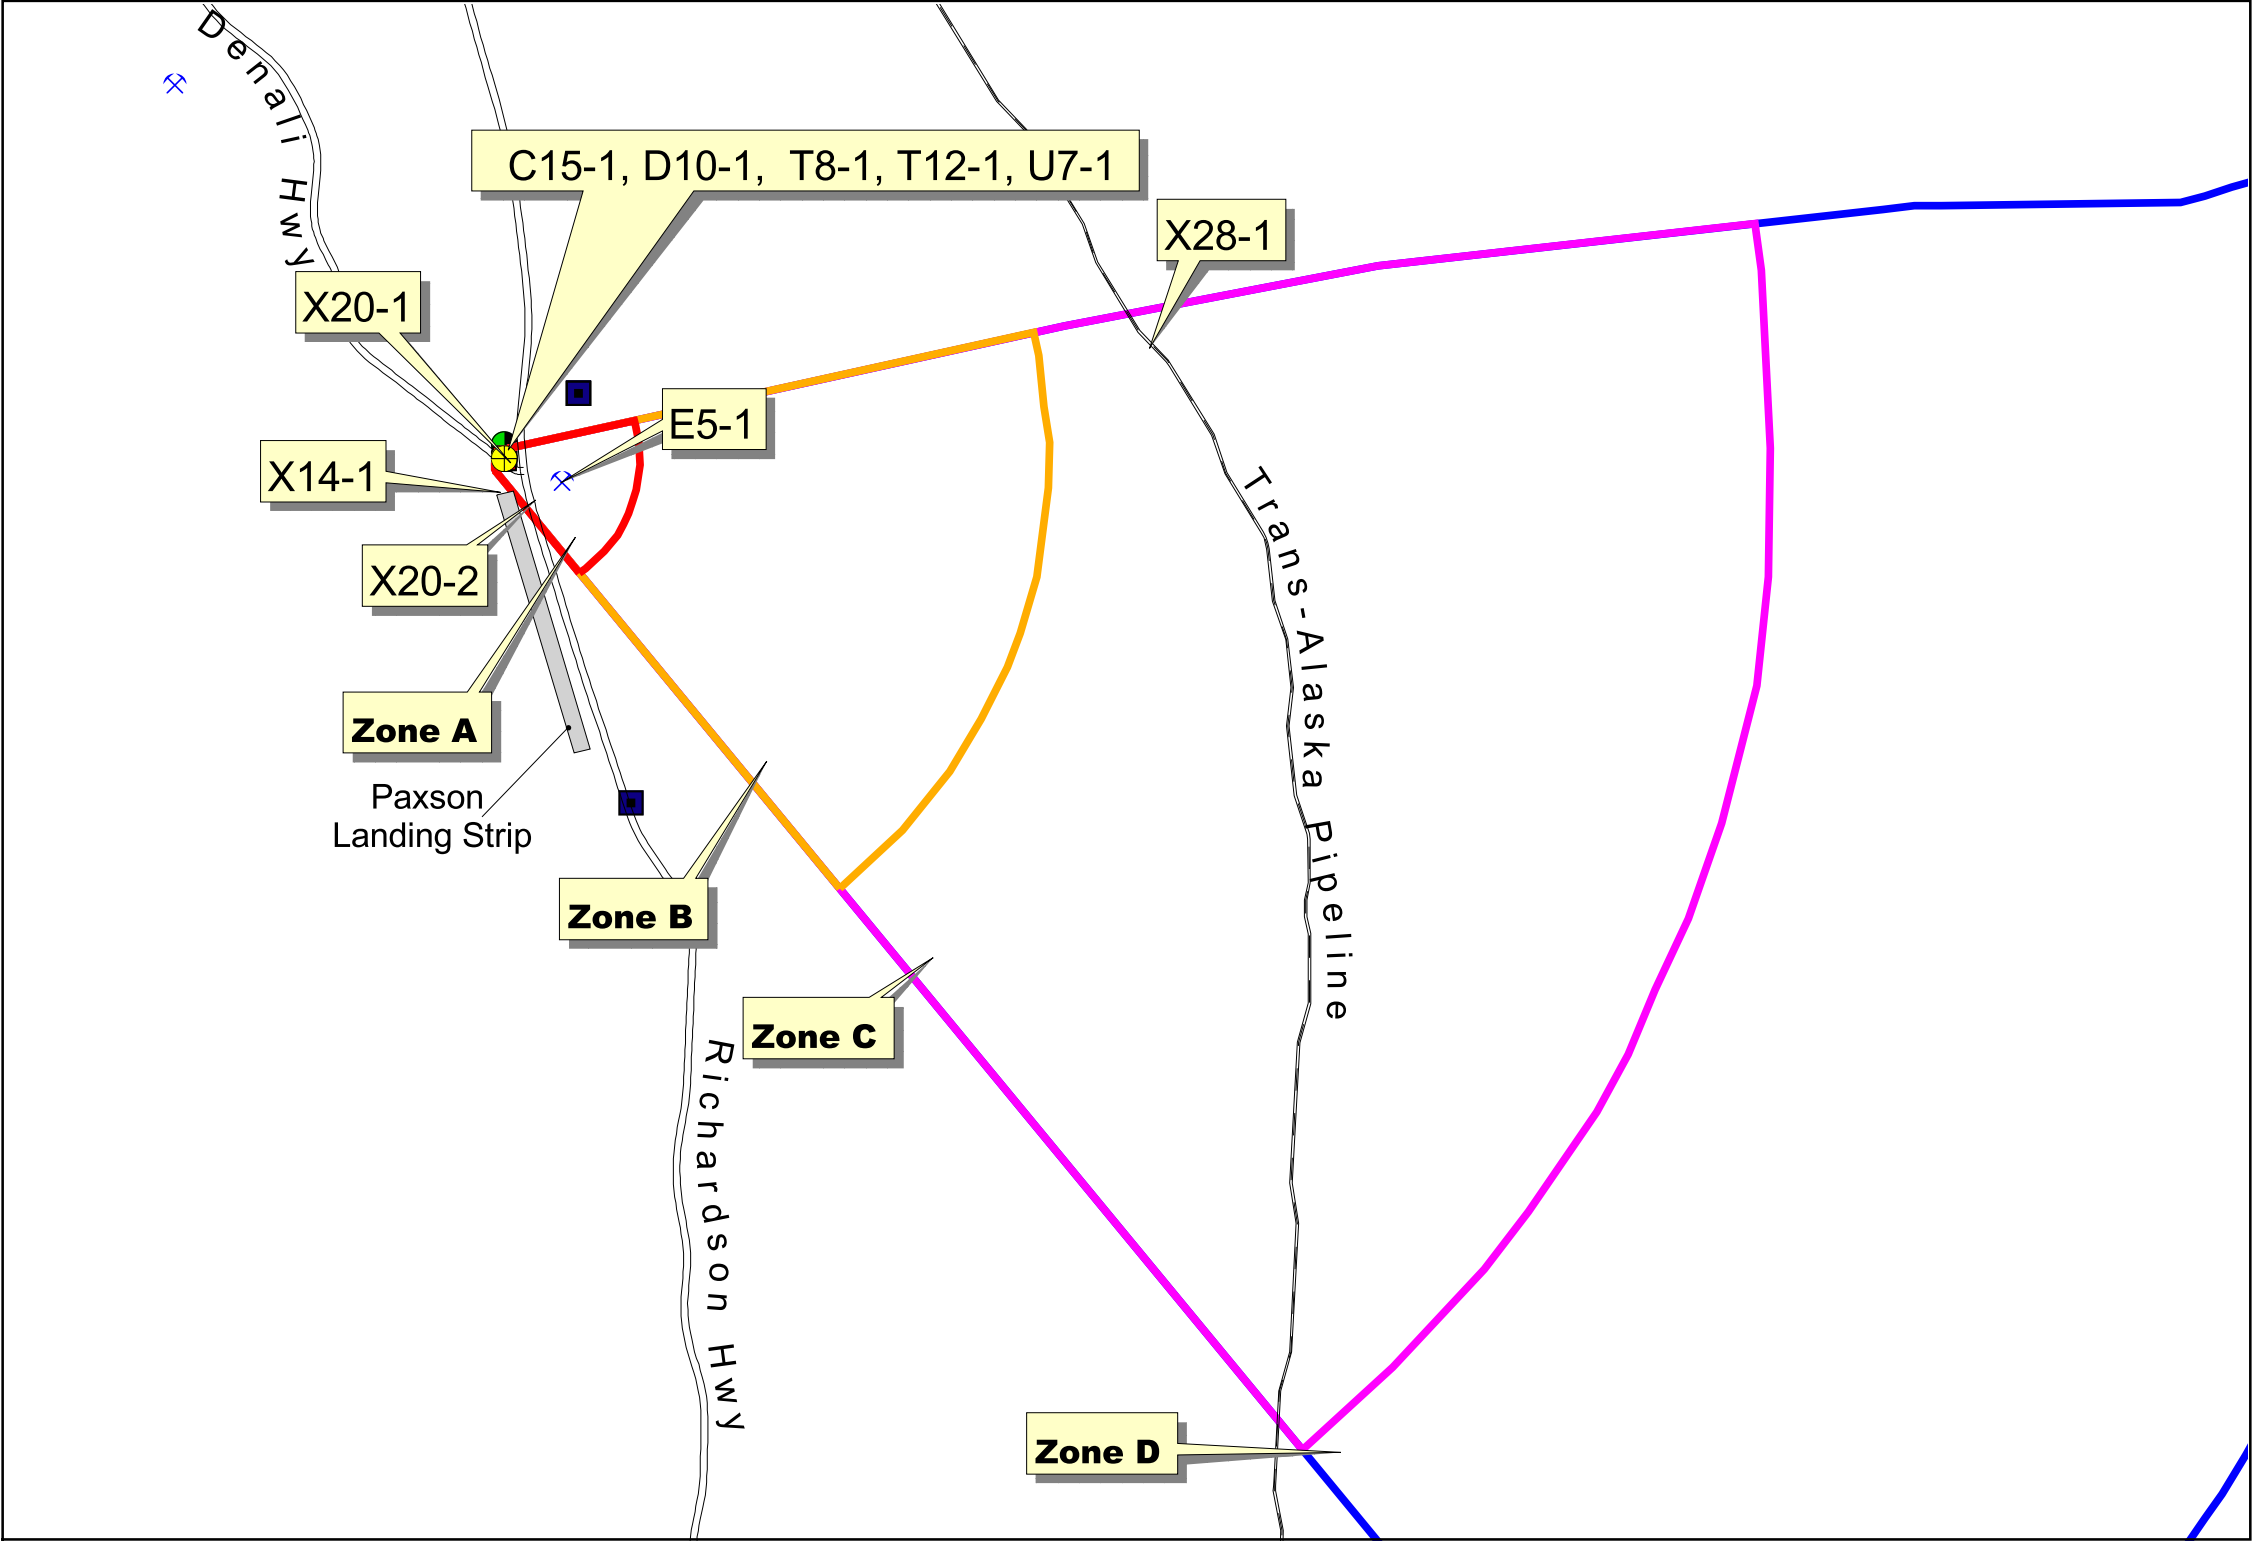 Denali Hwy
C15-1, D10-1, T8-1, T12-1, U7-1
X28-1
X20-1
E5-1
X14-1
X20-2
Trans-Alaska Pipeline
Zone A
Paxson
Landing Strip
Zone B
Zone C
Richardson Hwy
Zone D